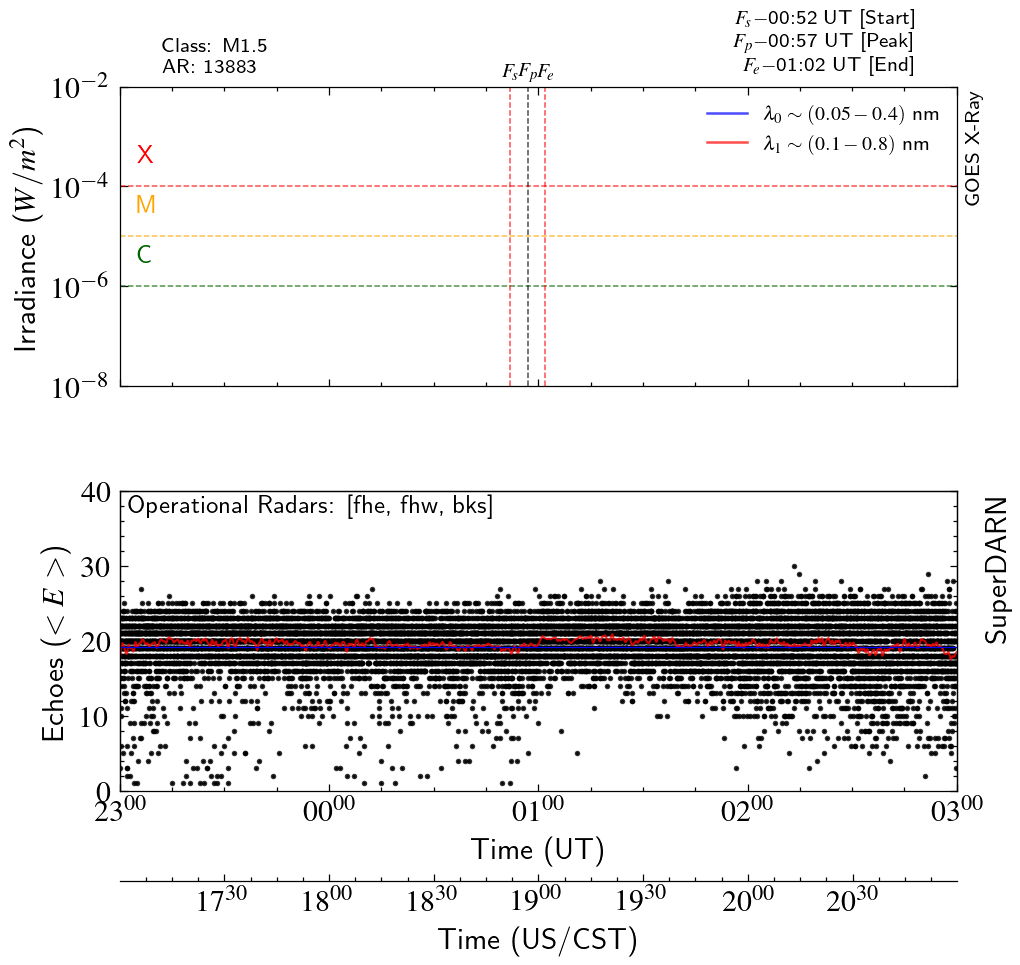 F_s−00:52 UT [Start]
Class: M1.5
F_p−00:57 UT [Peak]
AR: 13883
F_e−01:02 UT [End]
F_s F_p F_e
10^−2
λ_0 ∼ (0.05 − 0.4) nm
λ_1 ∼ (0.1 − 0.8) nm
GOES X-Ray
X
10^−4
M
Irradiance (W/m^2)
C
10^−6
10^−8
40
Operational Radars: [fhe, fhw, bks]
SuperDARN
30
20
Echoes (< E >)
10
0
23^00 00^00 01^00 02^00 03^00
Time (UT)
17^30 18^00 18^30 19^00 19^30 20^00 20^30
Time (US/CST)